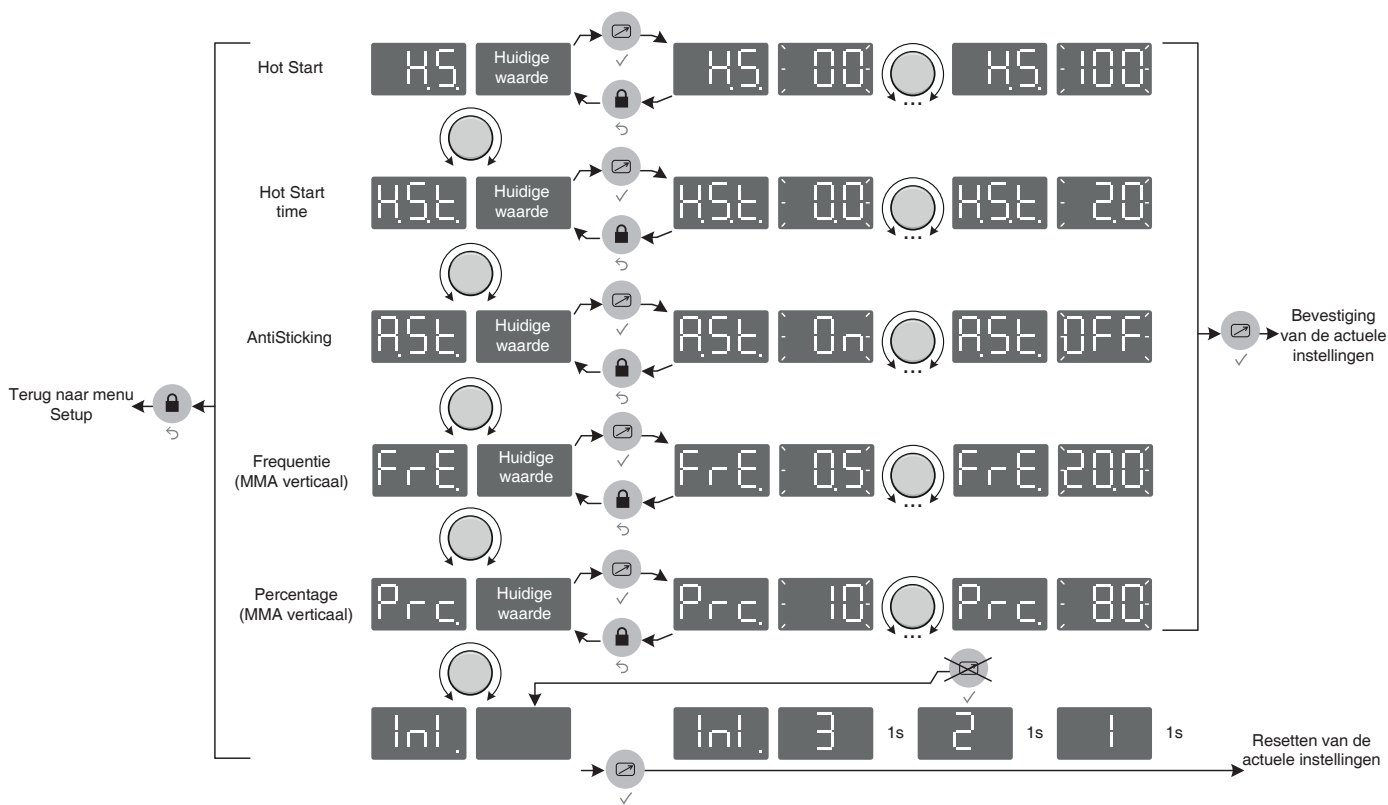 Hot Start
H.S.
Huidige
waarde
H.S.
00
...
H.S.
100
Hot Start
time
H.S.t.
Huidige
waarde
H.S.t.
0.0
...
H.S.t.
2.0
AntiSticking
A.St.
Huidige
waarde
A.St.
On
...
A.St.
OFF
Bevestiging
van de actuele
instellingen
Terug naar menu
Setup
Frequentie
(MMA verticaal)
FrE.
Huidige
waarde
FrE.
0.5
...
FrE.
20.0
Percentage
(MMA verticaal)
Prc.
Huidige
waarde
Prc.
10
...
Prc.
80
InI.
InI.
3
1s
2
1s
1
1s
Resetten van de
actuele instellingen